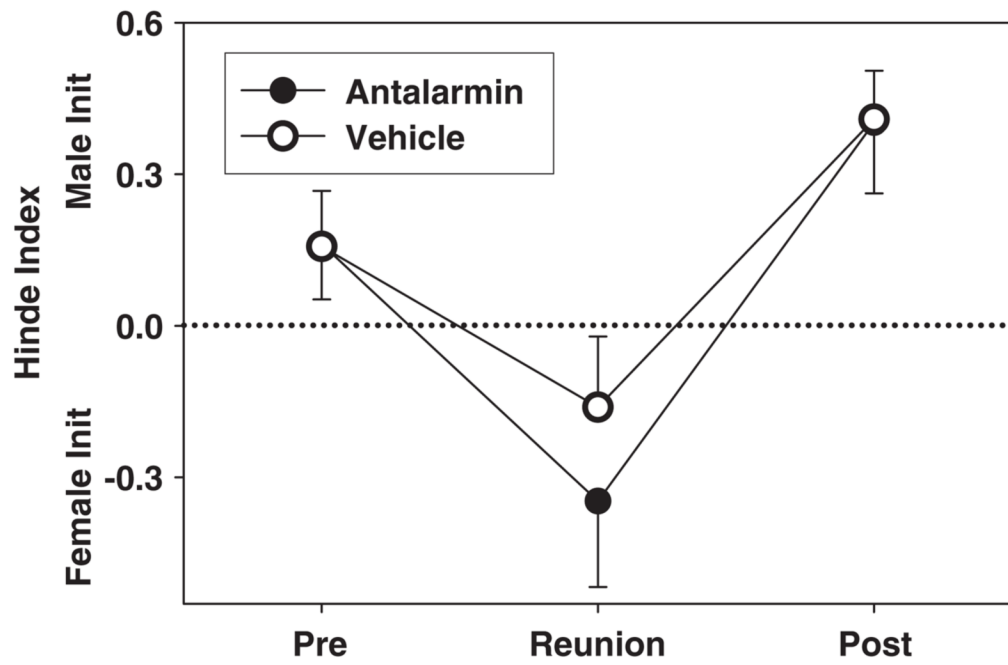 0.6
Antalarmin
Vehicle
Male Init
0.3
Hinde Index
0.0
Female Init
-0.3
Pre Reunion Post